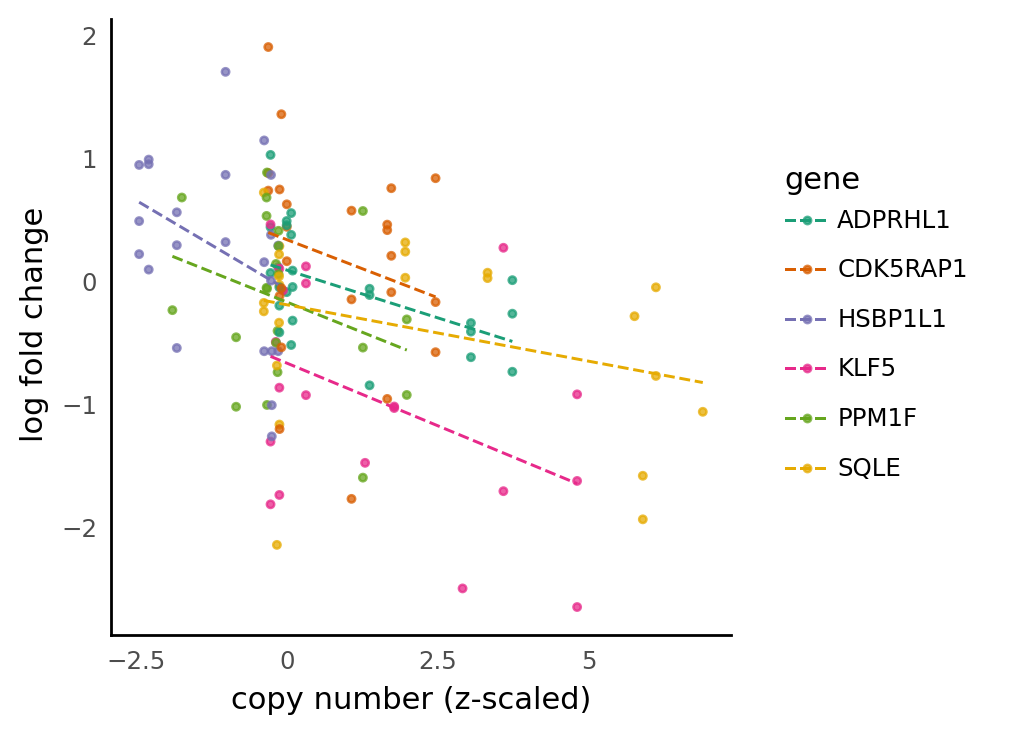 2
1
0
−1
−2
log fold change
−2.5
0
2.5
5
copy number (z-scaled)
gene
ADPRHL1
CDK5RAP1
HSBP1L1
KLF5
PPM1F
SQLE